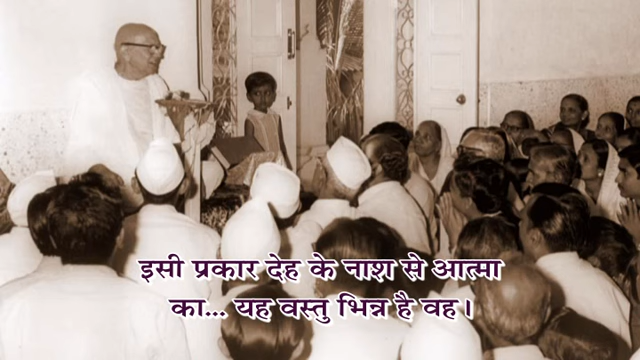 इसी प्रकार देह के नाश से आत्मा
का... यह वस्तु भिन्न है वह।